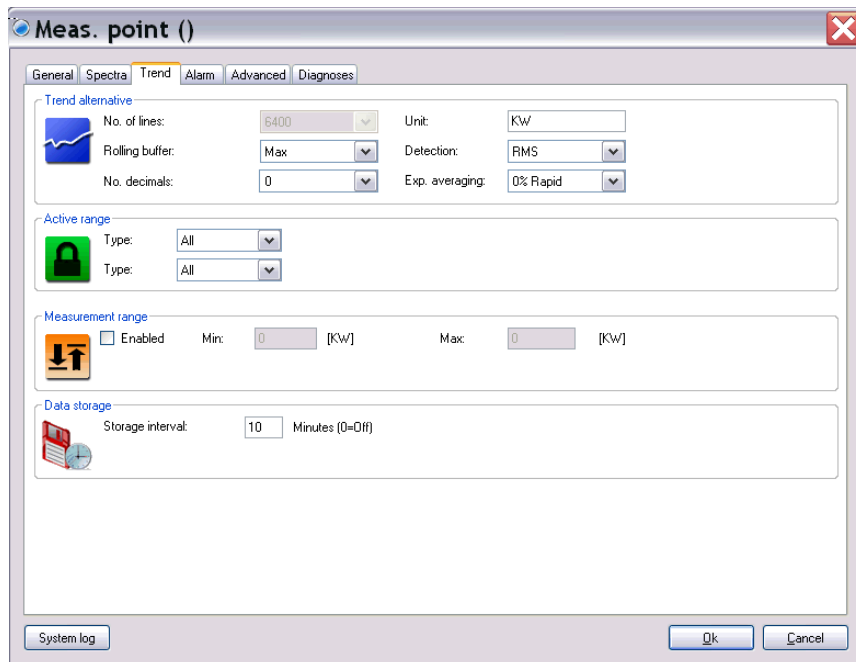 Meas. point ()
General Spectra Trend Alarm Advanced Diagnoses
Trend alternative
No. of lines: 6400 Unit: KW
Rolling buffer: Max Detection: RMS
No. decimals: 0 Exp. averaging: 0% Rapid
Active range
Type: All
Type: All
Measurement range
Enabled Min: 0 [KW] Max: 0 [KW]
Data storage
Storage interval: 10 Minutes (0=Off)
System log Ok Cancel